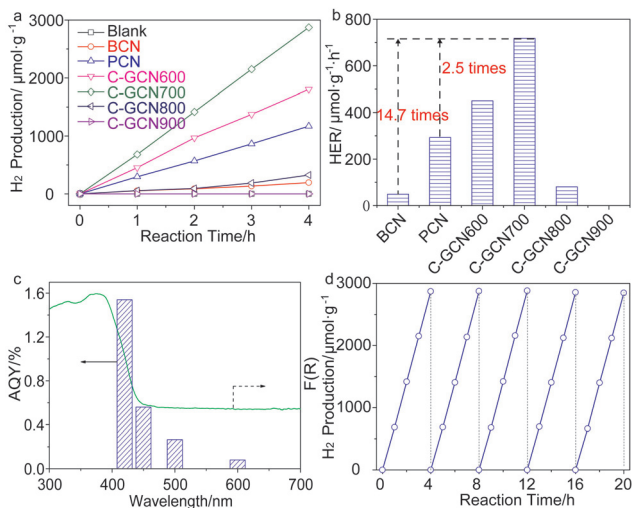 a
H₂ Production/ μmol·g⁻¹
3000
2000
1000
0
Blank
BCN
PCN
C-GCN600
C-GCN700
C-GCN800
C-GCN900
0 1 2 3 4
Reaction Time/h
b
HER/ μmol·g⁻¹·h⁻¹
800
600
400
200
0
2.5 times
14.7 times
BCN
PCN
C-GCN600
C-GCN700
C-GCN800
C-GCN900
c
AQY/%
1.6
1.2
0.8
0.4
0.0
F(R)
300 400 500 600 700
Wavelength/nm
d
H₂ Production/μmol·g⁻¹
3000
2000
1000
0
0 4 8 12 16 20
Reaction Time/h